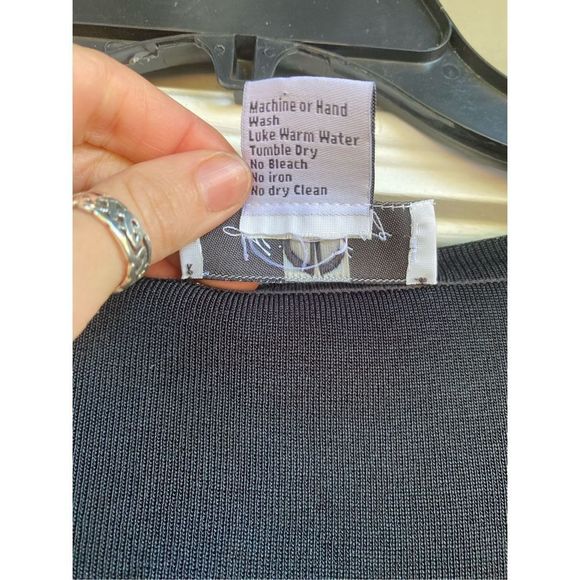 Machine or Hand
Wash
Luke Warm Water
Tumble Dry
No Bleach
No iron
No dry Clean